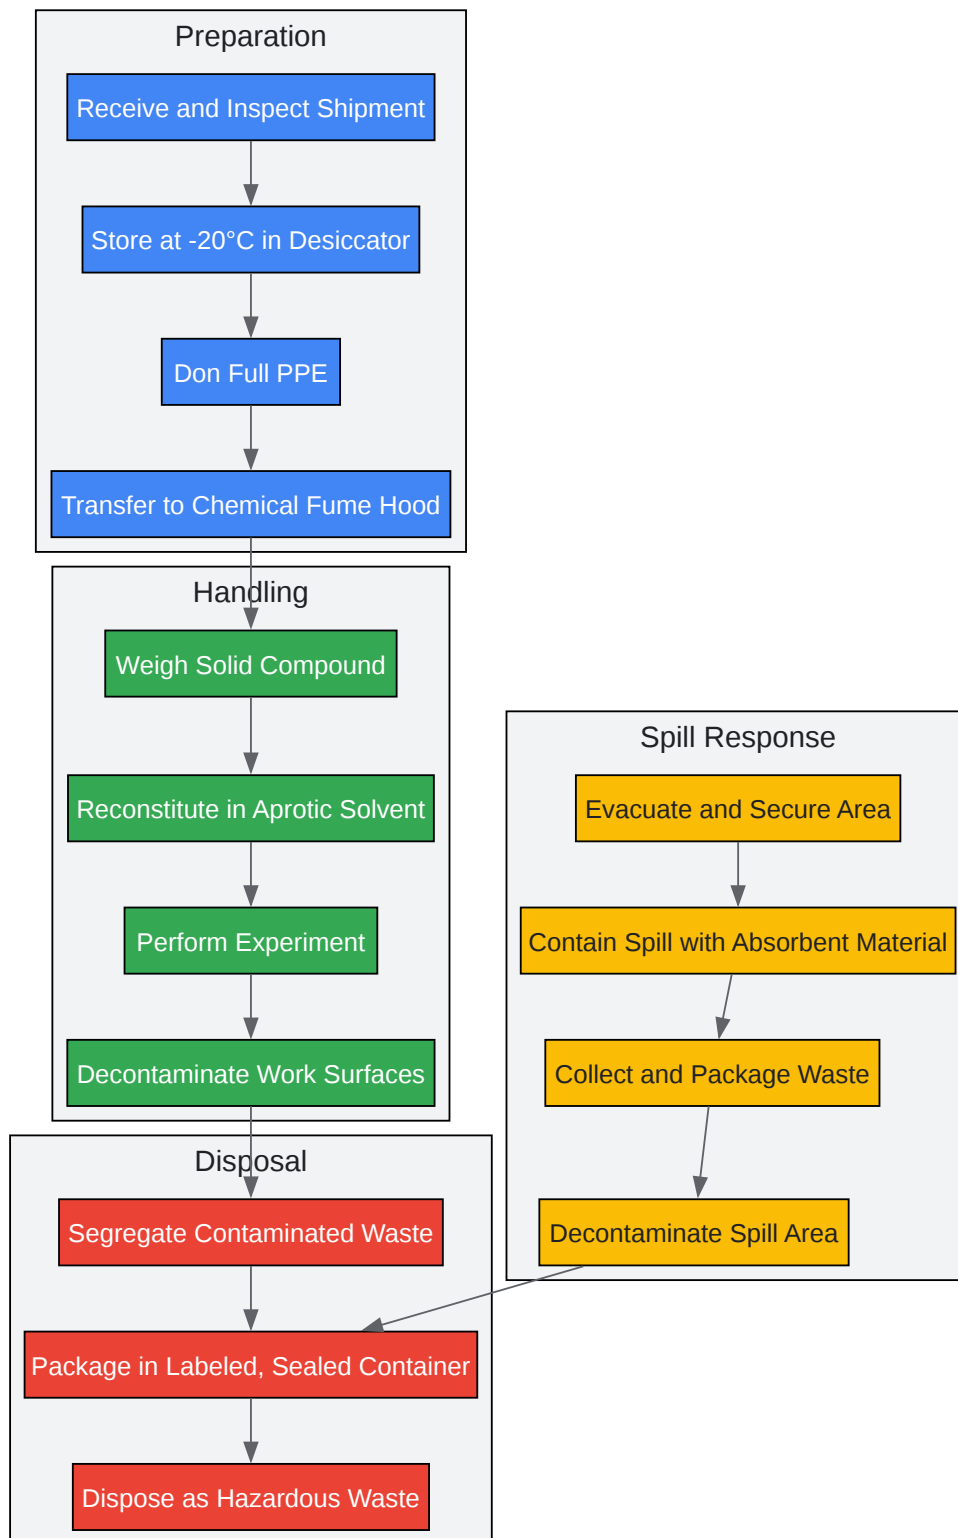 Preparation
Receive and Inspect Shipment
Store at -20°C in Desiccator
Don Full PPE
Transfer to Chemical Fume Hood
Handling
Weigh Solid Compound
Reconstitute in Aprotic Solvent
Perform Experiment
Decontaminate Work Surfaces
Spill Response
Evacuate and Secure Area
Contain Spill with Absorbent Material
Collect and Package Waste
Decontaminate Spill Area
Disposal
Segregate Contaminated Waste
Package in Labeled, Sealed Container
Dispose as Hazardous Waste